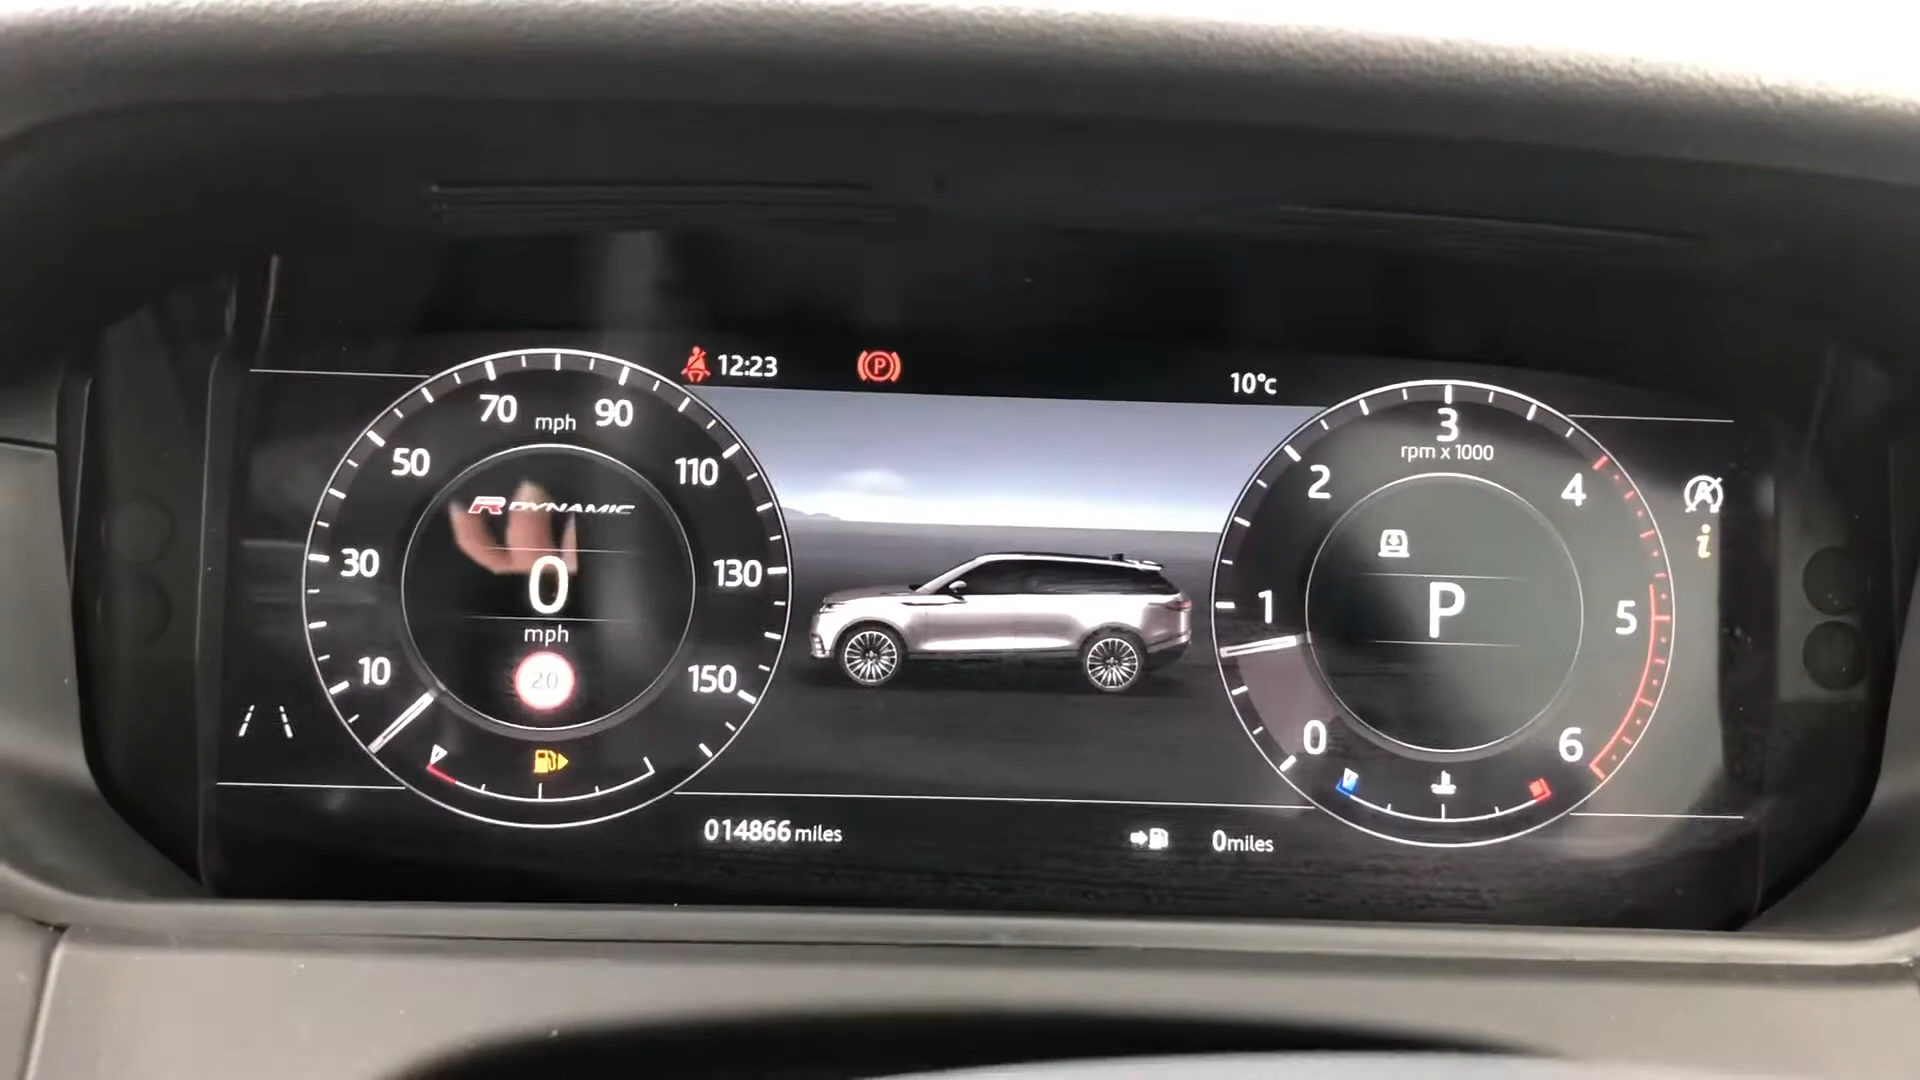 12:23
P
10°c
70 mph 90
50 110
R DYNAMIC
30 0 130
mph
10 20 150
3
rpm x 1000
2 4
A
i
1 P 5
0 6
014866 miles
0 miles